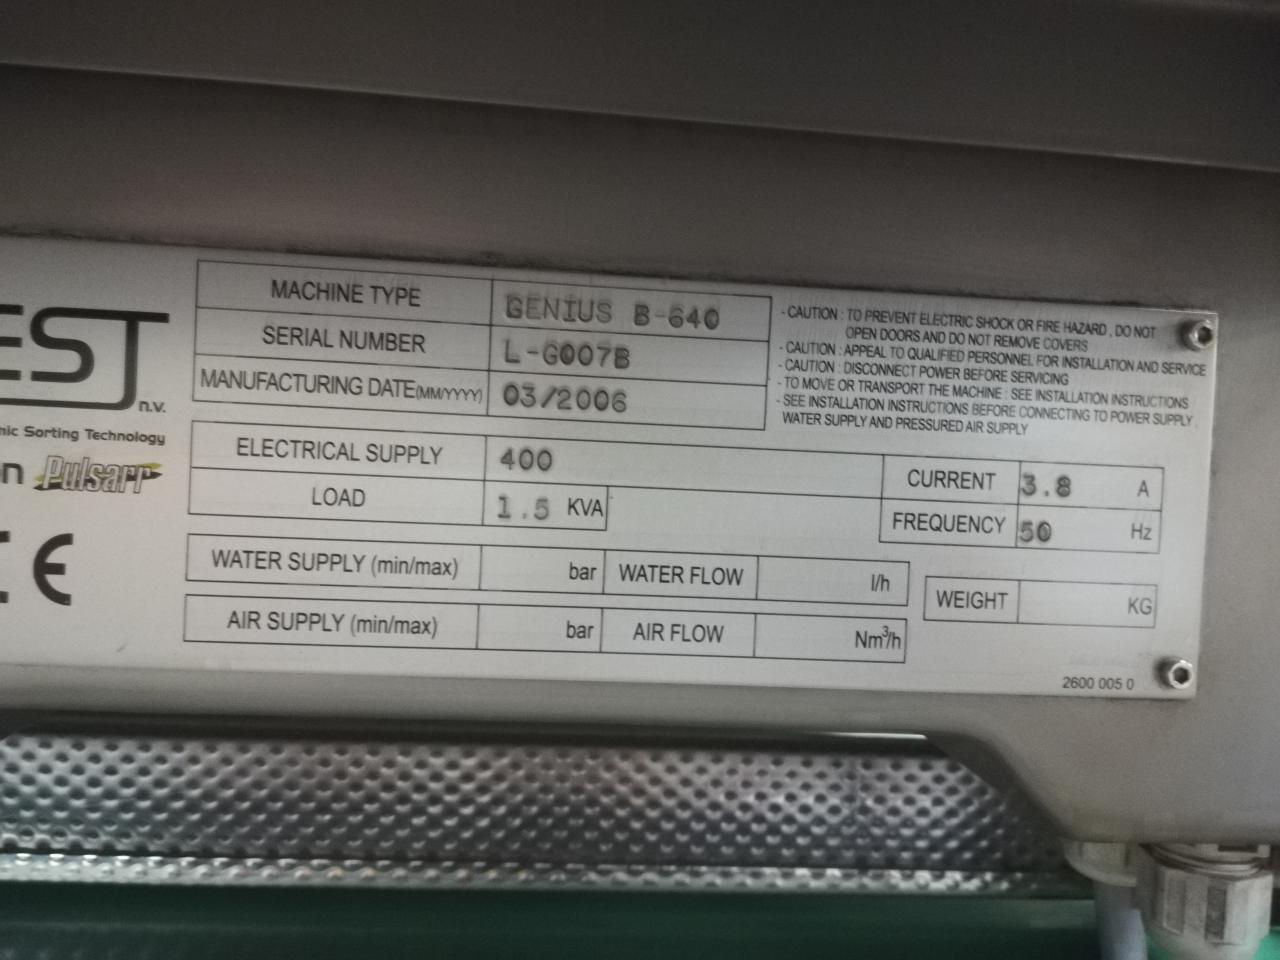 EST
n.v.
nic Sorting Technology
n Pulsarr
CE
MACHINE TYPE GENIUS B-640
SERIAL NUMBER L-G007B
MANUFACTURING DATE(MM/YYYY) 03/2006
- CAUTION : TO PREVENT ELECTRIC SHOCK OR FIRE HAZARD , DO NOT
OPEN DOORS AND DO NOT REMOVE COVERS
- CAUTION : APPEAL TO QUALIFIED PERSONNEL FOR INSTALLATION AND SERVICE
- CAUTION : DISCONNECT POWER BEFORE SERVICING
- TO MOVE OR TRANSPORT THE MACHINE : SEE INSTALLATION INSTRUCTIONS
- SEE INSTALLATION INSTRUCTIONS BEFORE CONNECTING TO POWER SUPPLY ,
WATER SUPPLY AND PRESSURED AIR SUPPLY
ELECTRICAL SUPPLY 400 CURRENT 3.8 A
LOAD 1.5 KVA FREQUENCY 50 Hz
WATER SUPPLY (min/max) bar WATER FLOW l/h
AIR SUPPLY (min/max) bar AIR FLOW Nm³/h
WEIGHT KG
2600 005 0